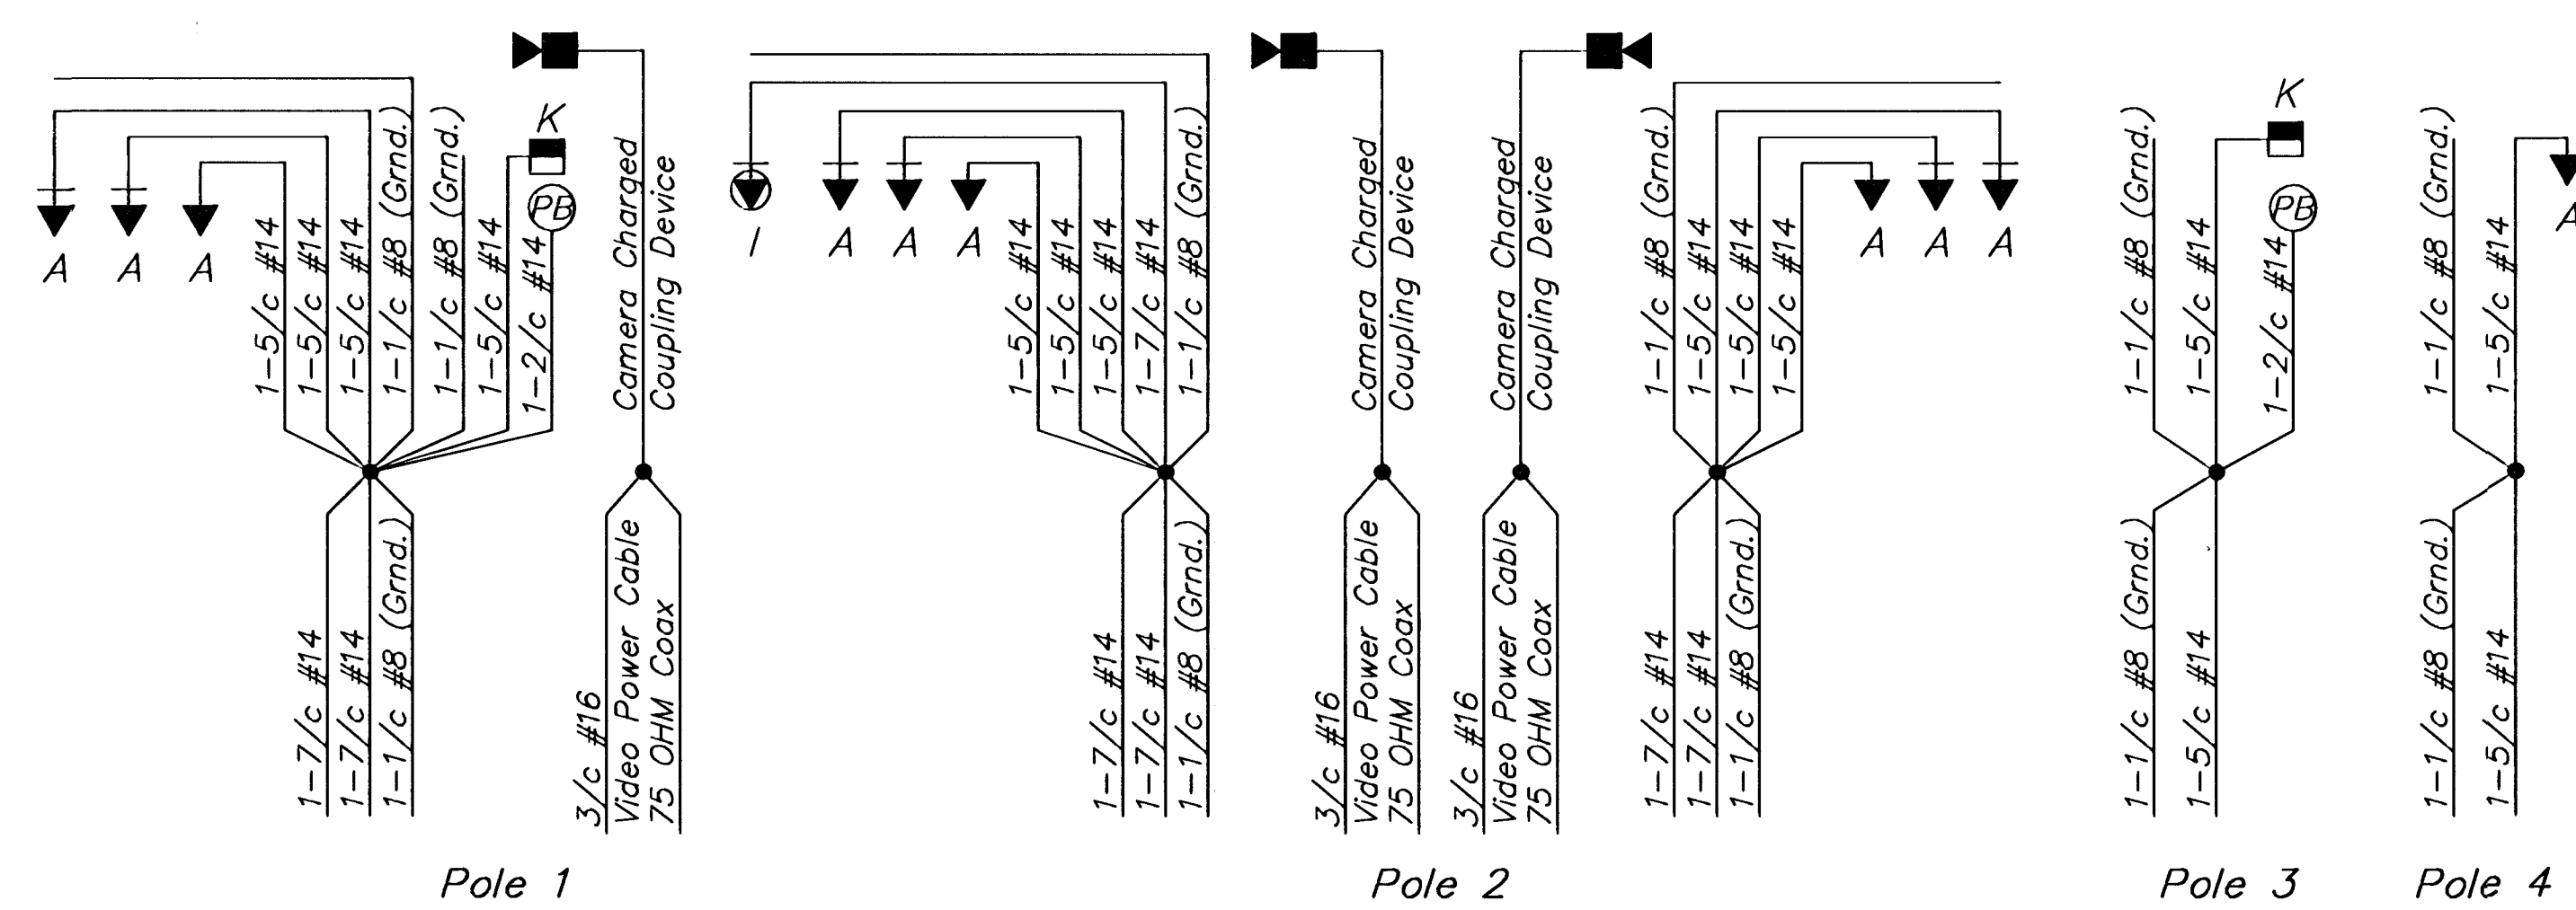 A
A
A
1-5/c #14
1-5/c #14
1-5/c #14
1-1/c #8 (Grnd.)
1-1/c #8 (Grnd.)
1-5/c #14
1-2/c #14
K
PB
Camera Charged
Coupling Device
1-7/c #14
1-7/c #14
1-1/c #8 (Grnd.)
3/c #16
Video Power Cable
75 OHM Coax
Pole 1
I
A
A
A
1-5/c #14
1-5/c #14
1-5/c #14
1-7/c #14
1-1/c #8 (Grnd.)
Camera Charged
Coupling Device
Camera Charged
Coupling Device
1-1/c #8 (Grnd.)
1-5/c #14
1-5/c #14
1-5/c #14
A
A
A
1-7/c #14
1-7/c #14
1-1/c #8 (Grnd.)
3/c #16
Video Power Cable
75 OHM Coax
3/c #16
Video Power Cable
75 OHM Coax
1-7/c #14
1-7/c #14
1-1/c #8 (Grnd.)
Pole 2
1-1/c #8 (Grnd.)
1-5/c #14
1-2/c #14
K
PB
1-1/c #8 (Grnd.)
1-5/c #14
Pole 3
1-1/c #8 (Grnd.)
1-5/c #14
A
1-1/c #8 (Grnd.)
1-5/c #14
Pole 4